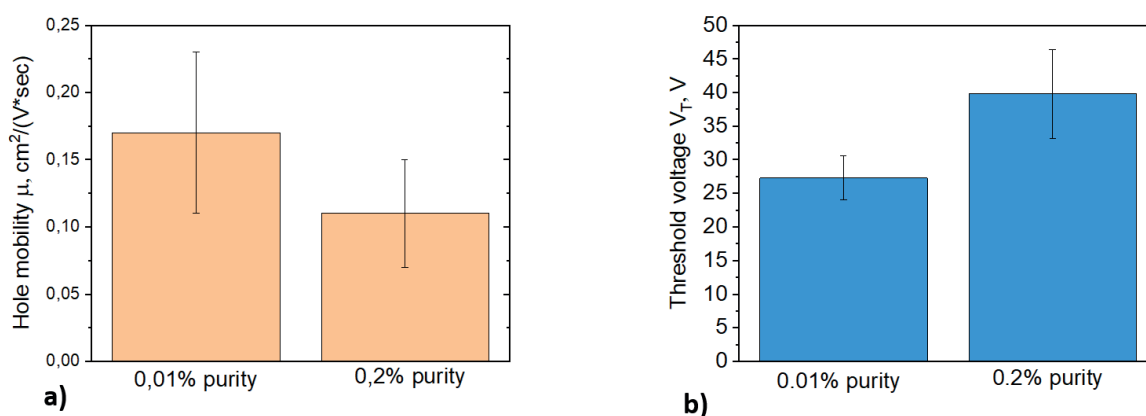 Hole mobility μ, cm²/(V*sec)
0,25
0,20
0,15
0,10
0,05
0,00
0,01% purity
0,2% purity
a)
Threshold voltage V_T, V
50
45
40
35
30
25
20
15
10
5
0
0.01% purity
0.2% purity
b)